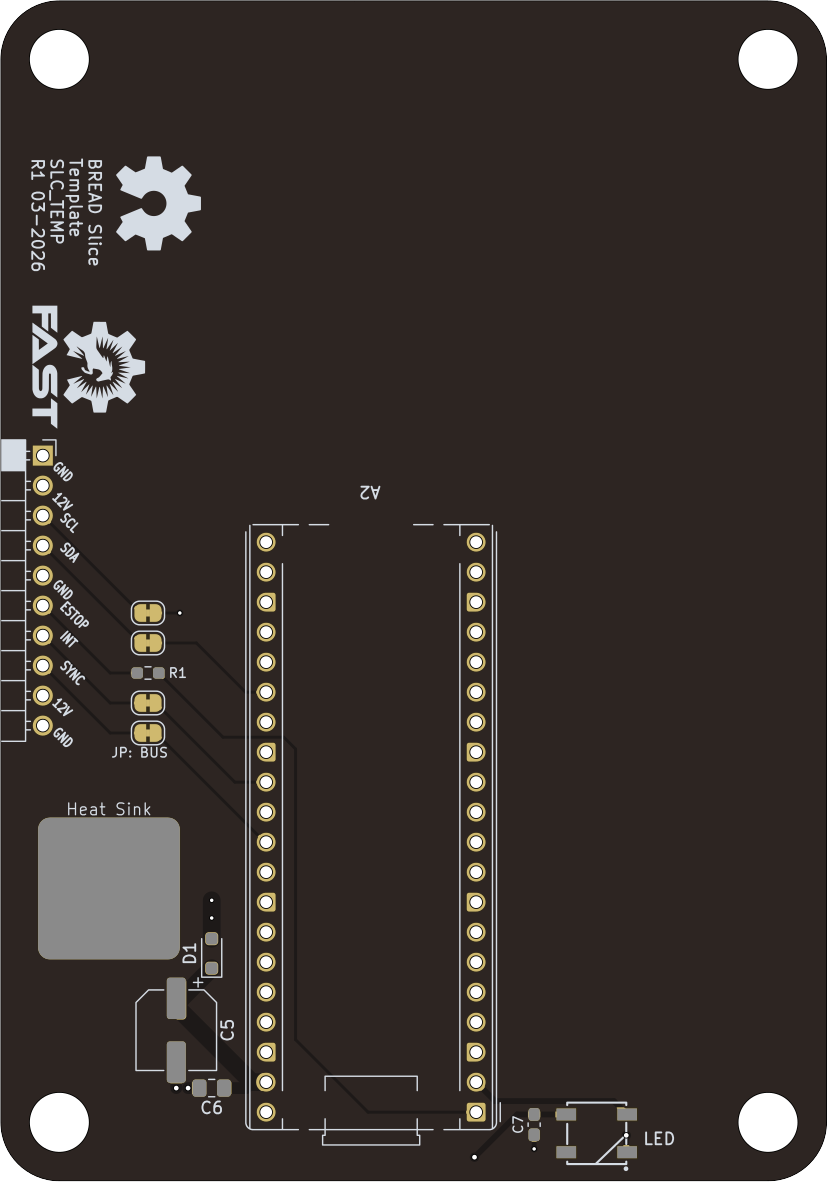 BREAD Slice
Template
SLC_TEMP
R1 03-2026
FAST
GND
12V
SCL
SDA
GND
ESTOP
INT
SYNC
12V
GND
A2
R1
JP: BUS
Heat Sink
D1
+
C5
C6
C7
LED